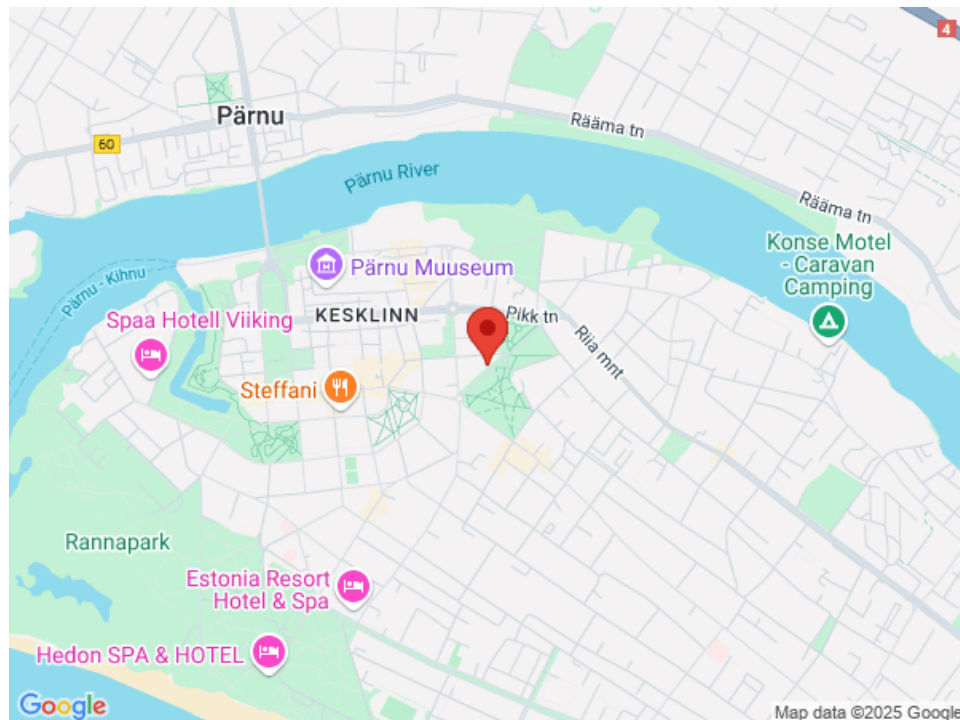 4
Pärnu
60
Rääma tn
Pärnu River
Rääma tn
Konse Motel
- Caravan
Camping
Pärnu - Kihnu
Pärnu Muuseum
Spaa Hotell Viiking
KESKLINN
Pikk tn
Riia mnt
Steffani
Rannapark
Estonia Resort
Hotel & Spa
Hedon SPA & HOTEL
Google
Map data ©2025 Google